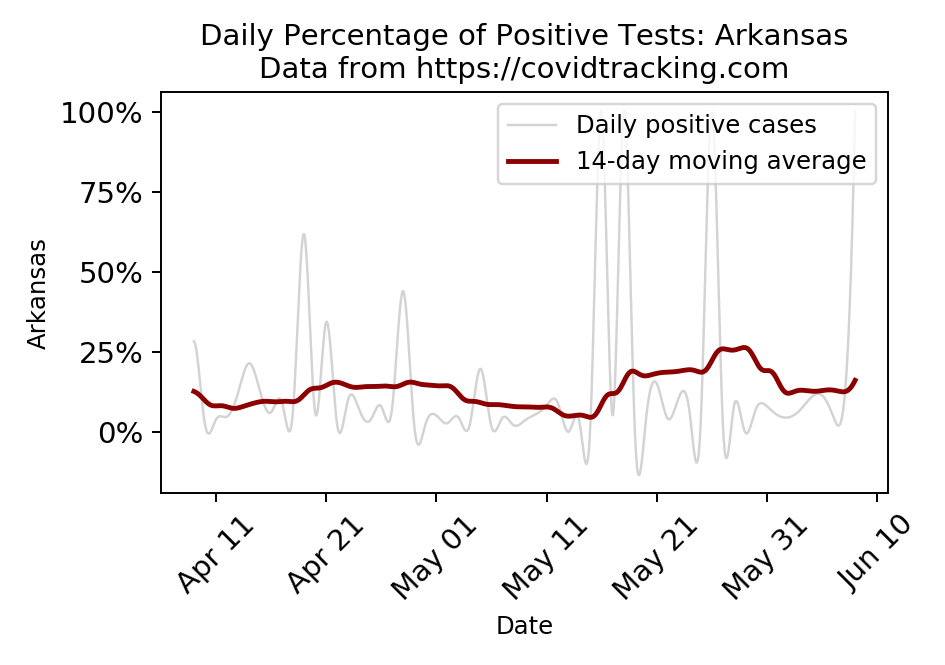 Daily Percentage of Positive Tests: Arkansas
Data from https://covidtracking.com
100%
75%
50%
25%
0%
Arkansas
Daily positive cases
14-day moving average
Apr 11
Apr 21
May 01
May 11
May 21
May 31
Jun 10
Date